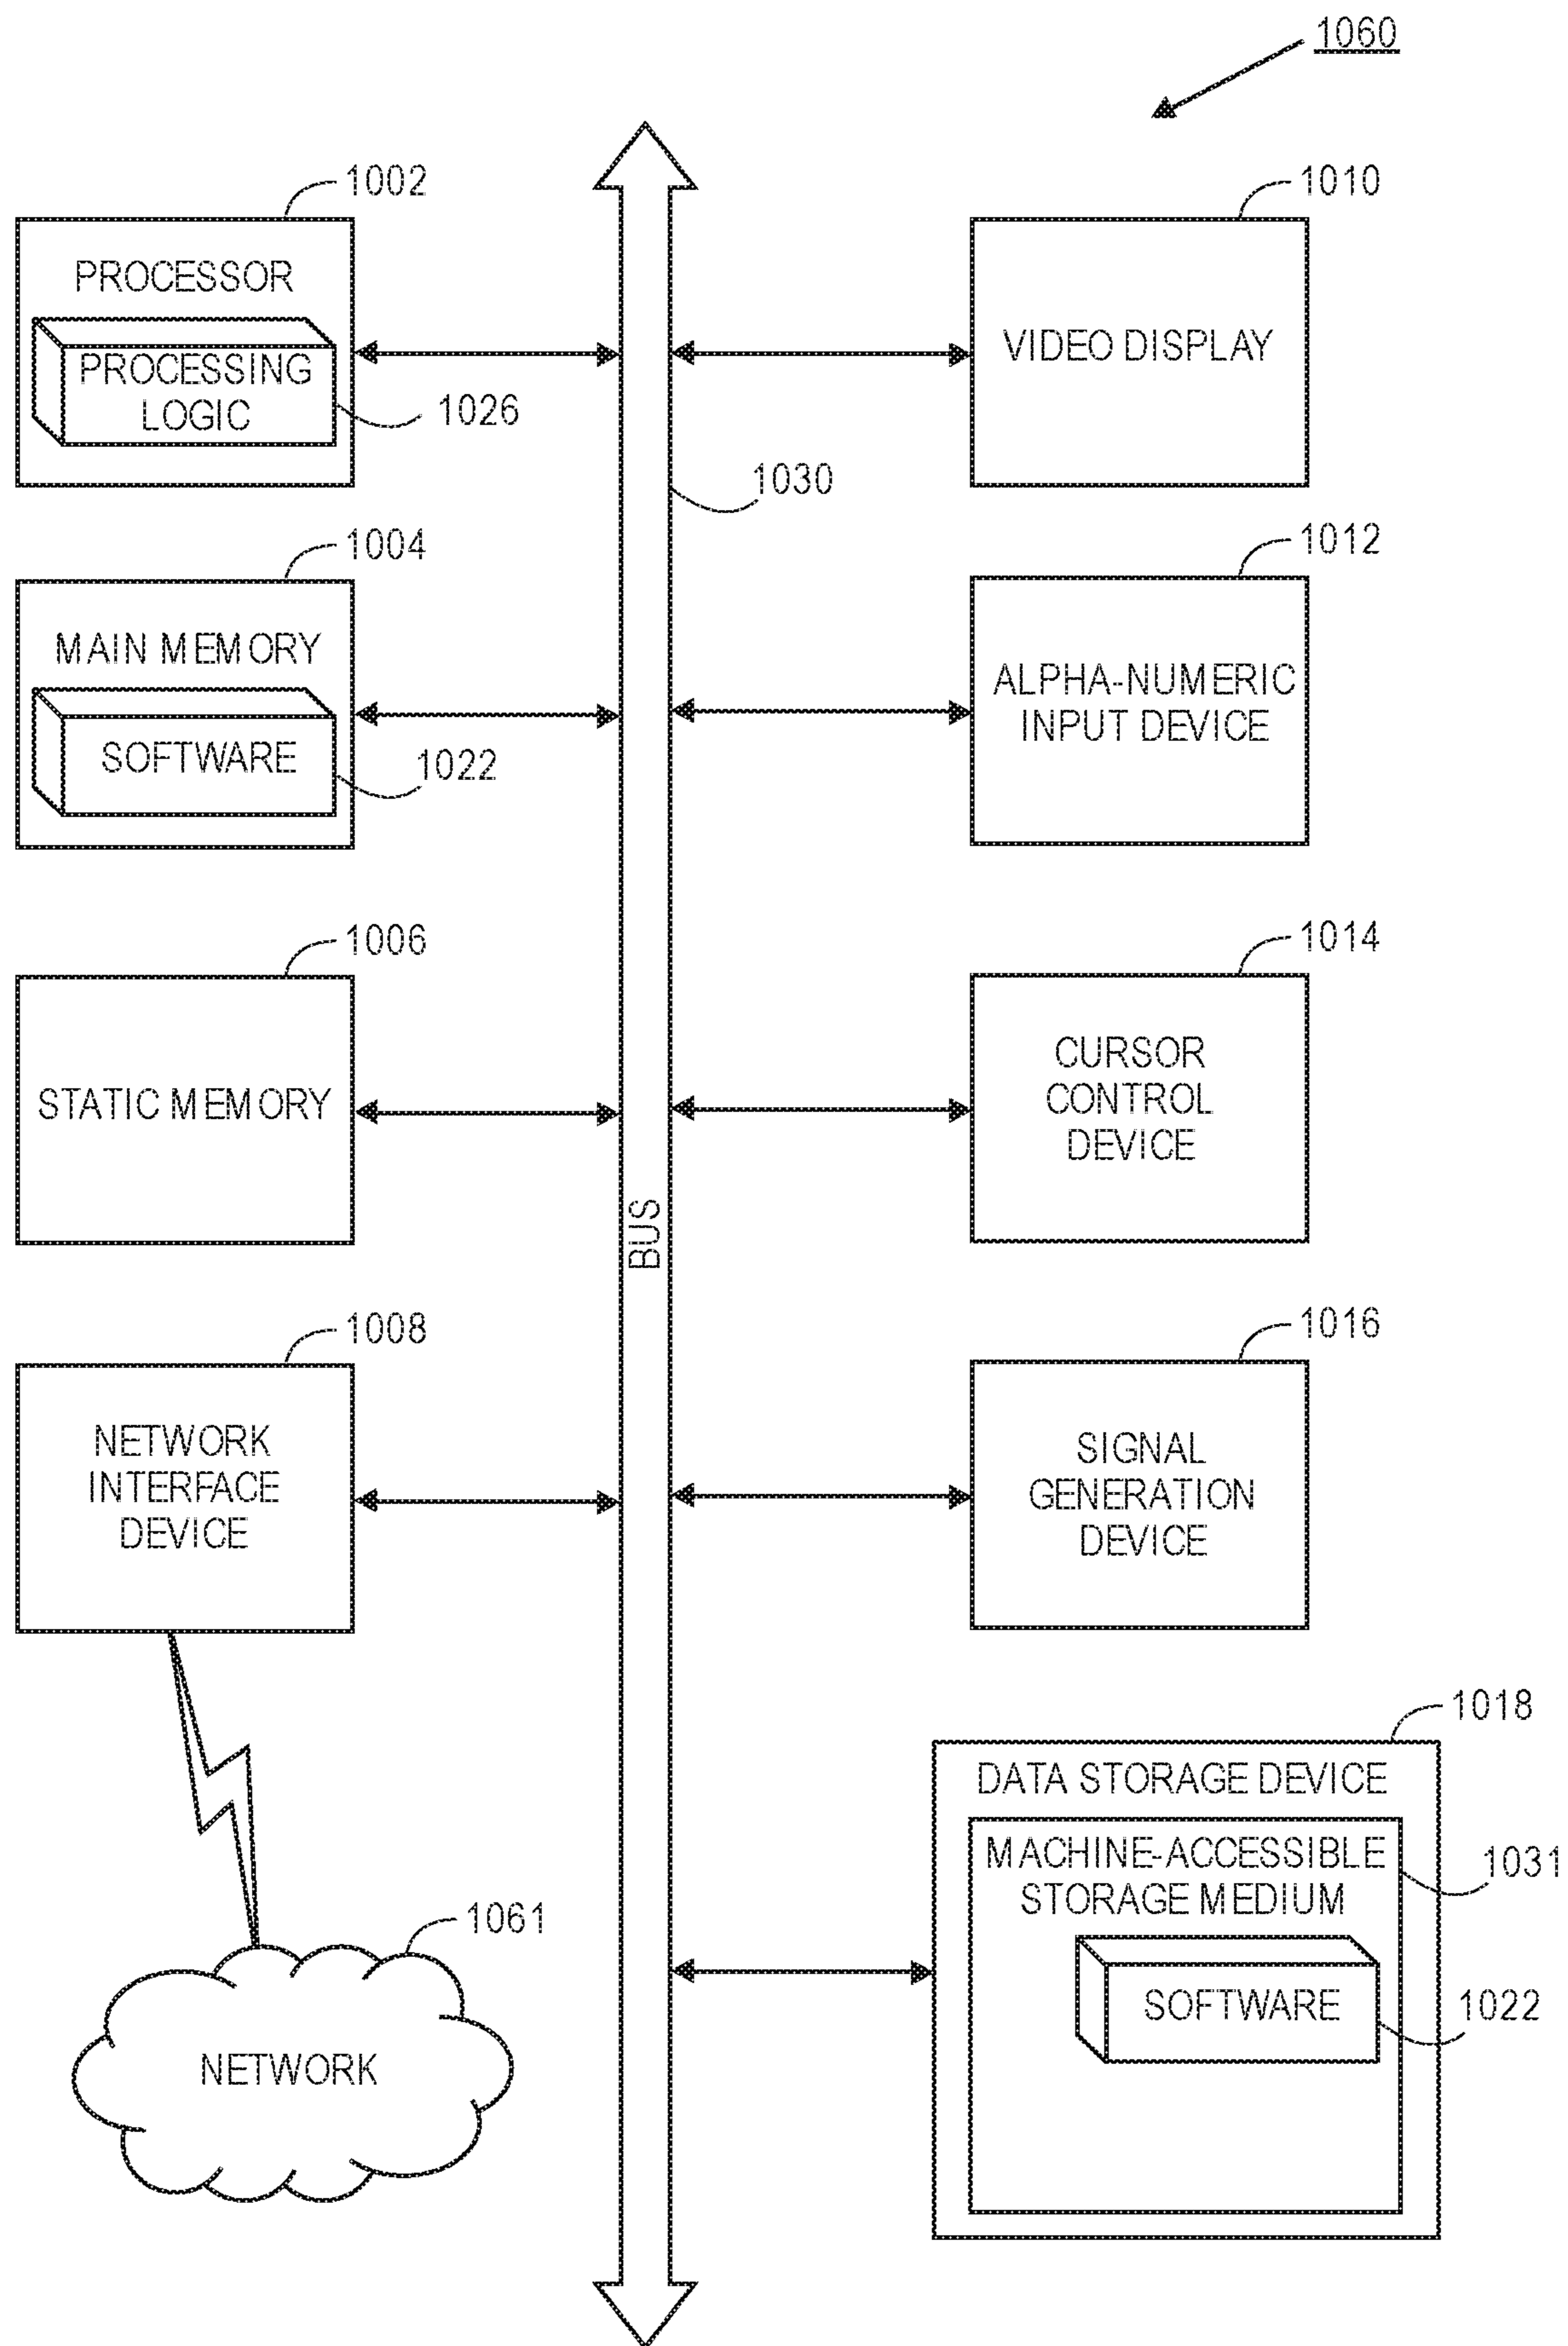 1060
1002
PROCESSOR
PROCESSING
LOGIC
1026
1010
VIDEO DISPLAY
1030
1004
MAIN MEMORY
SOFTWARE
1022
1012
ALPHA-NUMERIC
INPUT DEVICE
1006
STATIC MEMORY
1014
CURSOR
CONTROL
DEVICE
BUS
1008
NETWORK
INTERFACE
DEVICE
1016
SIGNAL
GENERATION
DEVICE
1018
DATA STORAGE DEVICE
MACHINE-ACCESSIBLE
STORAGE MEDIUM
1031
SOFTWARE
1022
1061
NETWORK